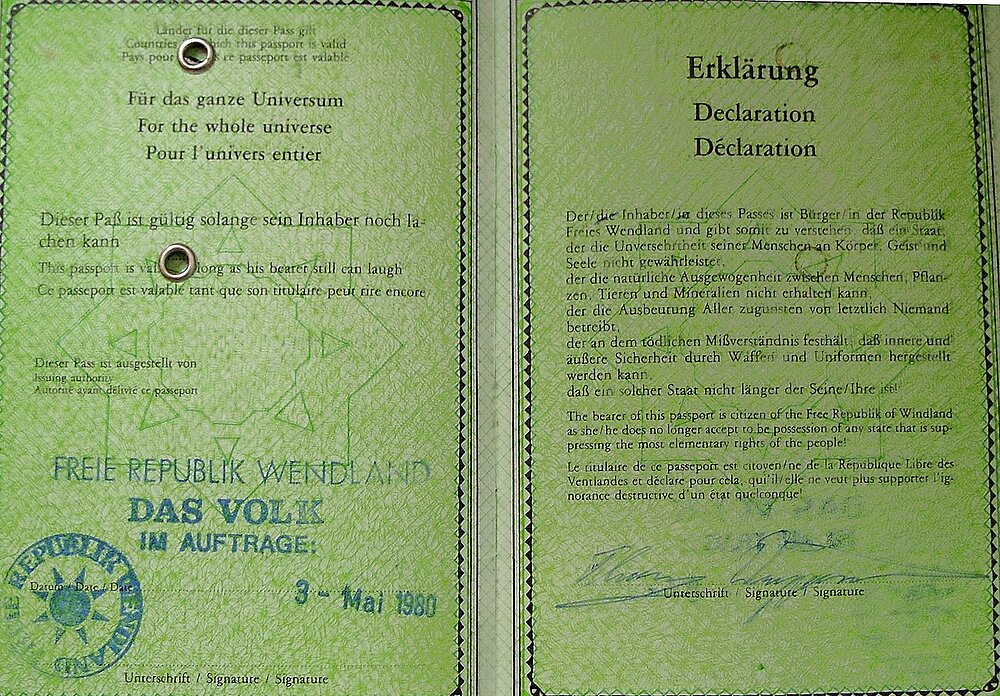 Länder für die dieser Pass gilt
Countries which this passport is valid
Pays pour ce passeport est valable
Für das ganze Universum
For the whole universe
Pour l'univers entier
Dieser Paß ist gültig solange sein Inhaber noch la-
chen kann
This passport is val long as his bearer still can laugh
Ce passeport est valable tant que son titulaire peut rire encore
Dieser Pass ist ausgestellt von
Issuing authority
Autorité ayant délivré ce passeport
FREIE REPUBLIK WENDLAND
DAS VOLK
IM AUFTRAGE:
REPUBLIK WENDLAND
Datum / Date / Date
3 - Mai 1980
Unterschrift / Signature / Signature
Erklärung
Declaration
Déclaration
Der/die Inhaber/in dieses Passes ist Bürger/in der Republik
Freies Wendland und gibt somit zu verstehen, daß ein Staat,
der die Unversehrtheit seiner Menschen an Körper, Geist und
Seele nicht gewährleistet,
der die natürliche Ausgewogenheit zwischen Menschen, Pflan-
zen, Tieren und Mineralien nicht erhalten kann,
der die Ausbeutung Aller zugunsten von letztlich Niemand
betreibt,
der an dem tödlichen Mißverständnis festhält, daß innere und
äußere Sicherheit durch Waffen und Uniformen hergestellt
werden kann,
daß ein solcher Staat nicht länger der Seine/Ihre ist!
The bearer of this passport is citizen of the Free Republik of Windland
as she/he does no longer accept to be possession of any state that is sup-
pressing the most elementary rights of the people!
Le titulaire de ce passeport est citoyen/ne de la République Libre des
Ventlandes et déclare pour cela, qu'il/elle ne veut plus supporter l'ig-
norance destructive d'un état quelconque!
Unterschrift / Signature / Signature